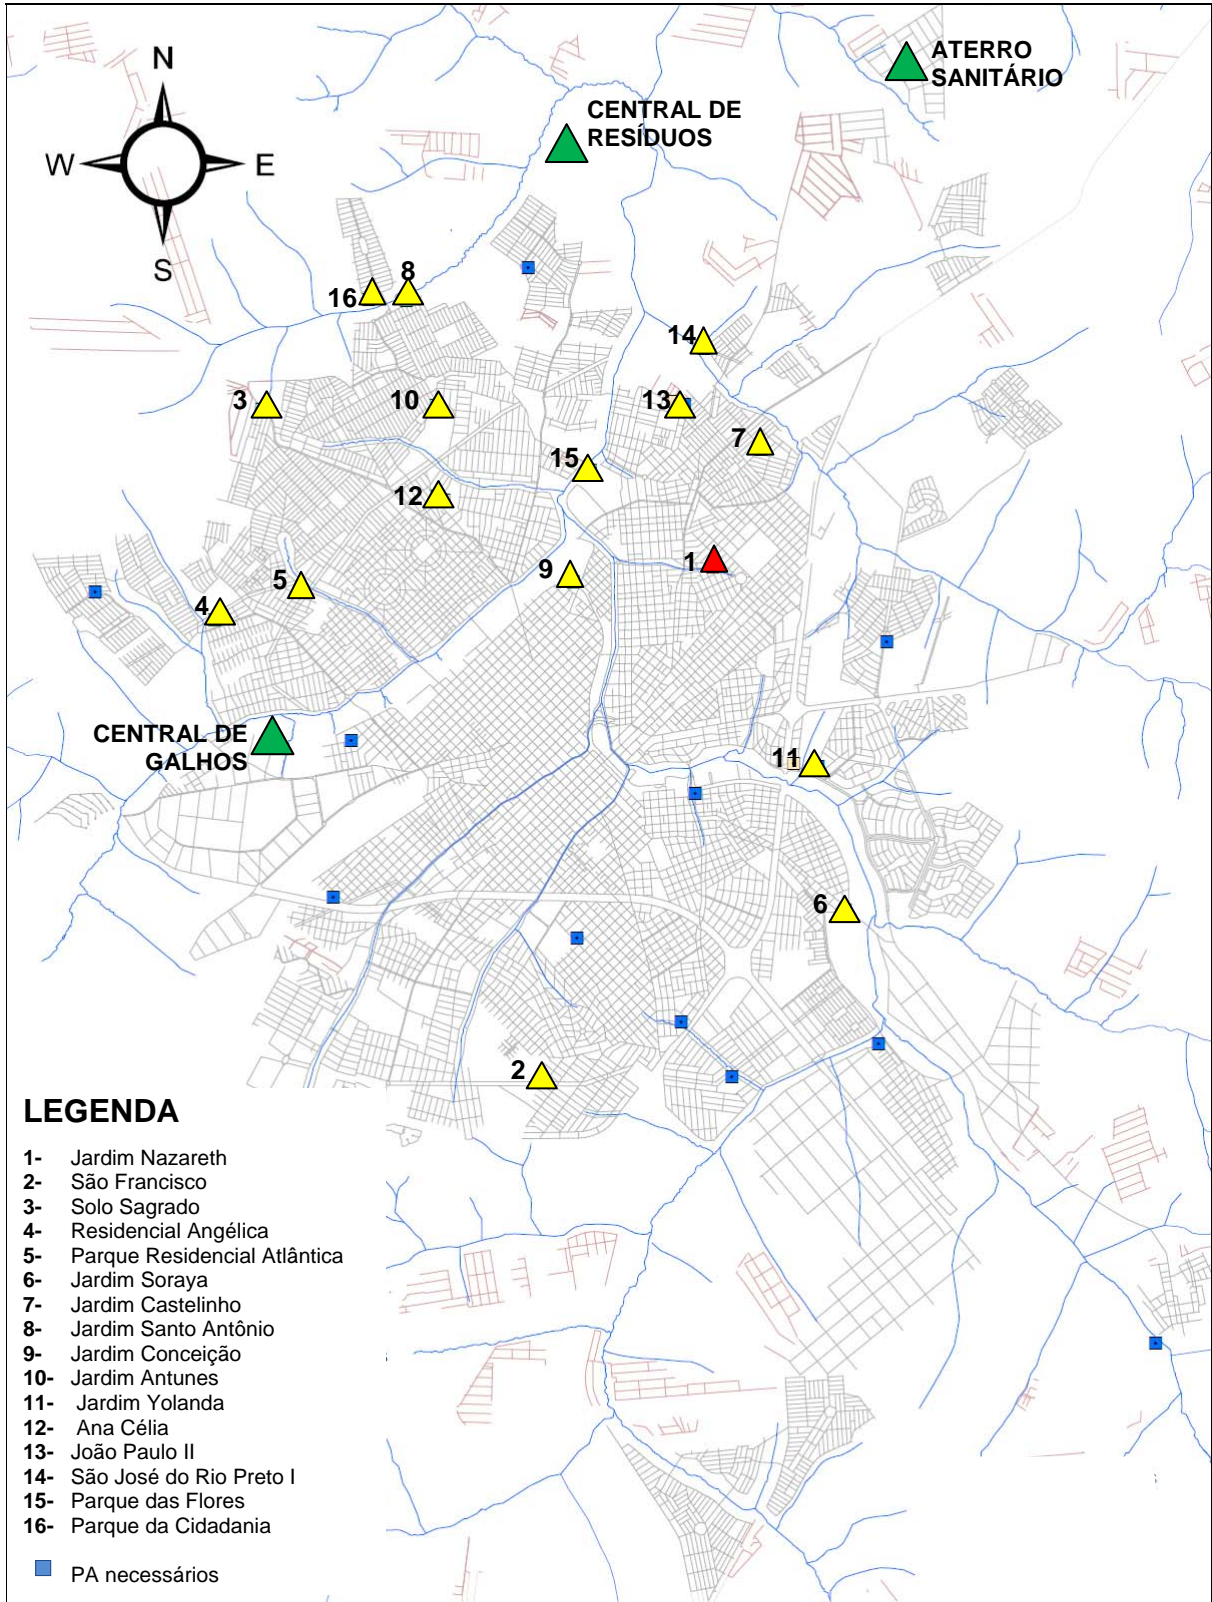 N
W
E
S
ATERRO
SANITÁRIO
CENTRAL DE
RESÍDUOS
8
16
14
3
10
13
7
15
12
9
1
5
4
CENTRAL DE
GALHOS
11
6
2
LEGENDA
1- Jardim Nazareth
2- São Francisco
3- Solo Sagrado
4- Residencial Angélica
5- Parque Residencial Atlântica
6- Jardim Soraya
7- Jardim Castelinho
8- Jardim Santo Antônio
9- Jardim Conceição
10- Jardim Antunes
11- Jardim Yolanda
12- Ana Célia
13- João Paulo II
14- São José do Rio Preto I
15- Parque das Flores
16- Parque da Cidadania
PA necessários